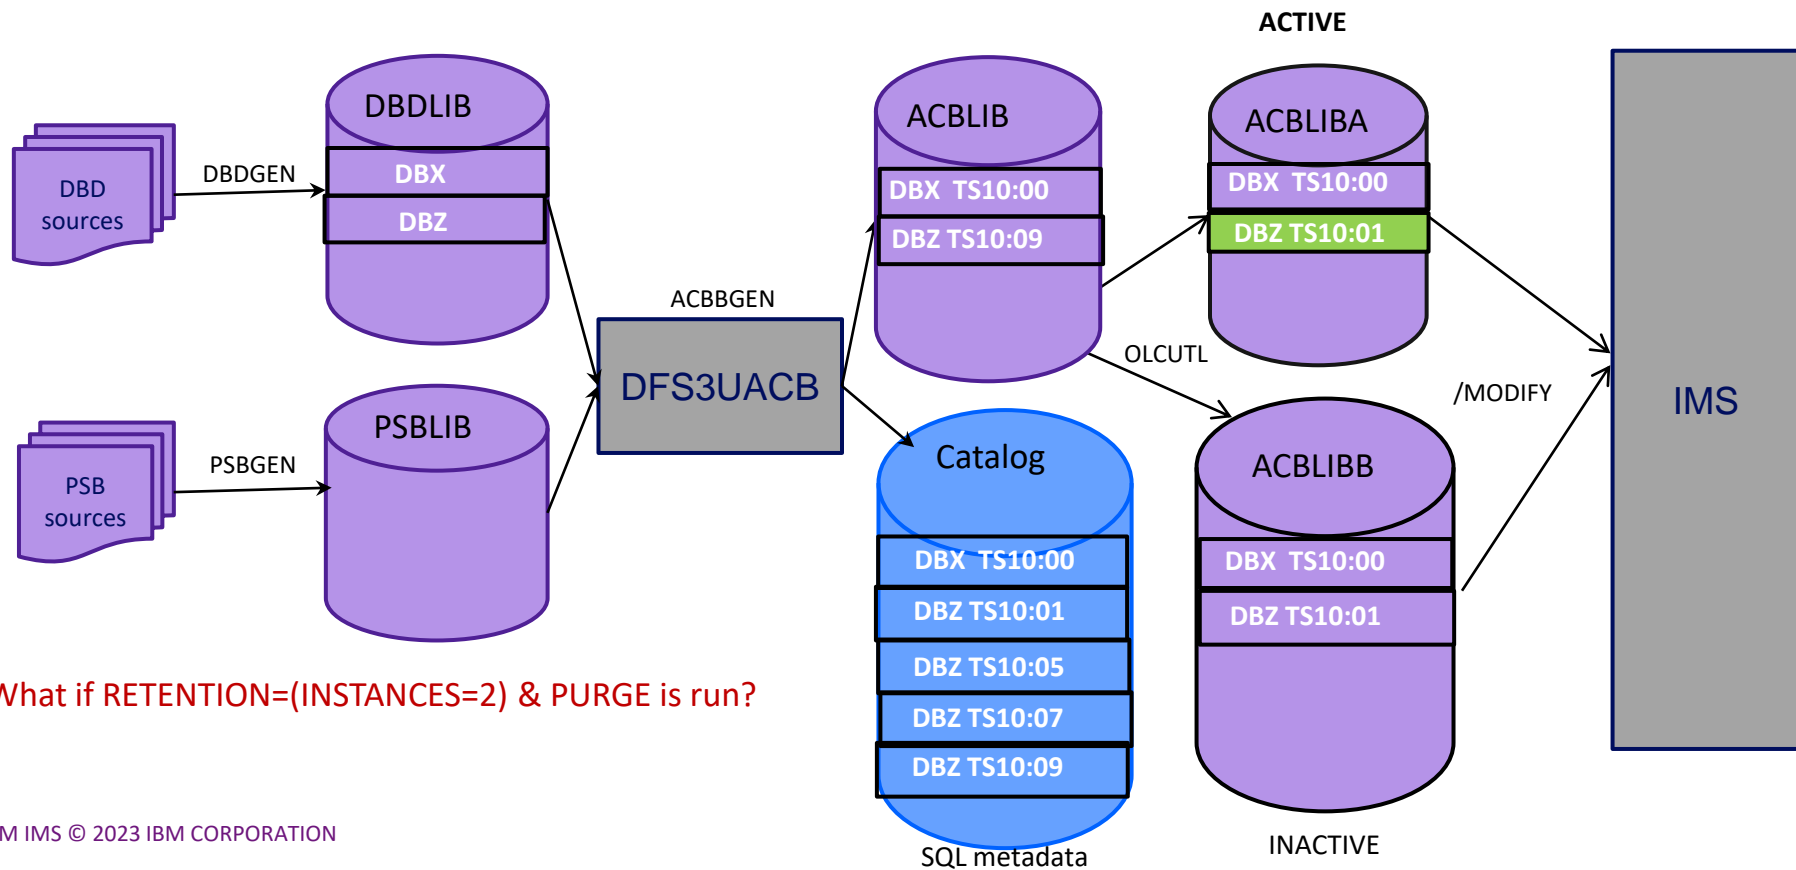 ACTIVE
DBD
sources
DBDGEN
DBDLIB
DBX
DBZ
PSB
sources
PSBGEN
PSBLIB
ACBBGEN
DFS3UACB
ACBLIB
DBX TS10:00
DBZ TS10:09
ACBLIBA
DBX TS10:00
DBZ TS10:01
OLCUTL
/MODIFY
IMS
Catalog
DBX TS10:00
DBZ TS10:01
DBZ TS10:05
DBZ TS10:07
DBZ TS10:09
SQL metadata
ACBLIBB
DBX TS10:00
DBZ TS10:01
INACTIVE
What if RETENTION=(INSTANCES=2) & PURGE is run?
M IMS © 2023 IBM CORPORATION